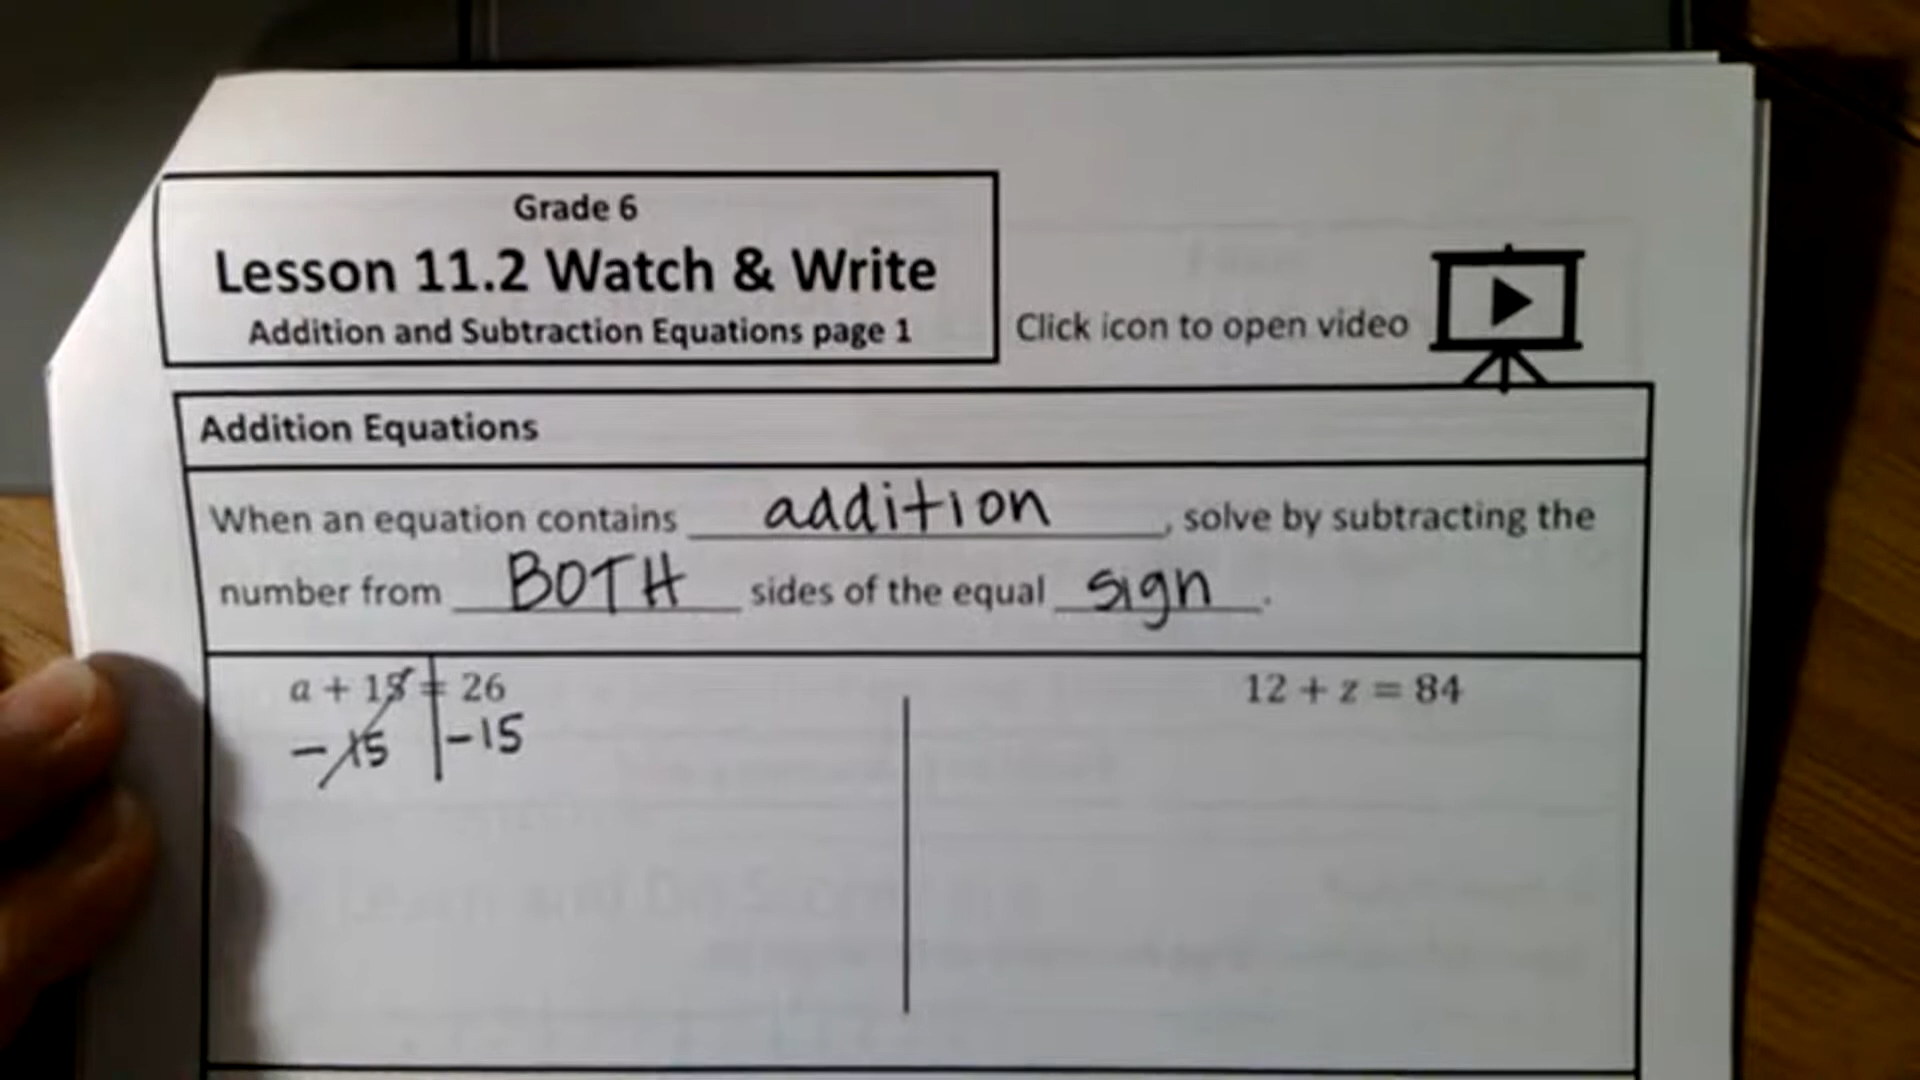 Grade 6
Lesson 11.2 Watch & Write
Addition and Subtraction Equations page 1
Click icon to open video
Addition Equations
When an equation contains addition, solve by subtracting the
number from BOTH sides of the equal sign.
a + 15 = 26
-15 -15
12 + z = 84